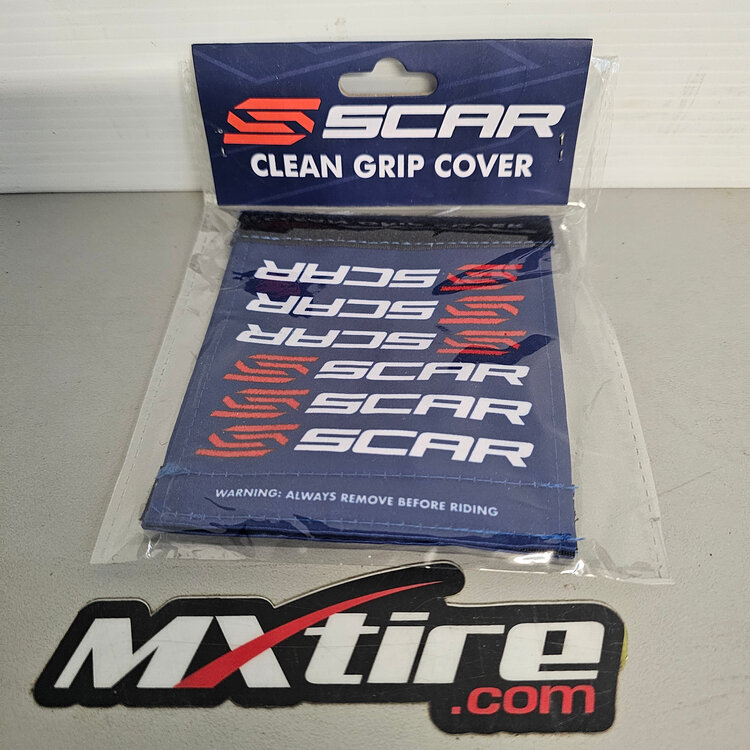 SCAR
CLEAN GRIP COVER
SCAR
SCAR
SCAR
SCAR
SCAR
SCAR
WARNING: ALWAYS REMOVE BEFORE RIDING
MXtire
.com